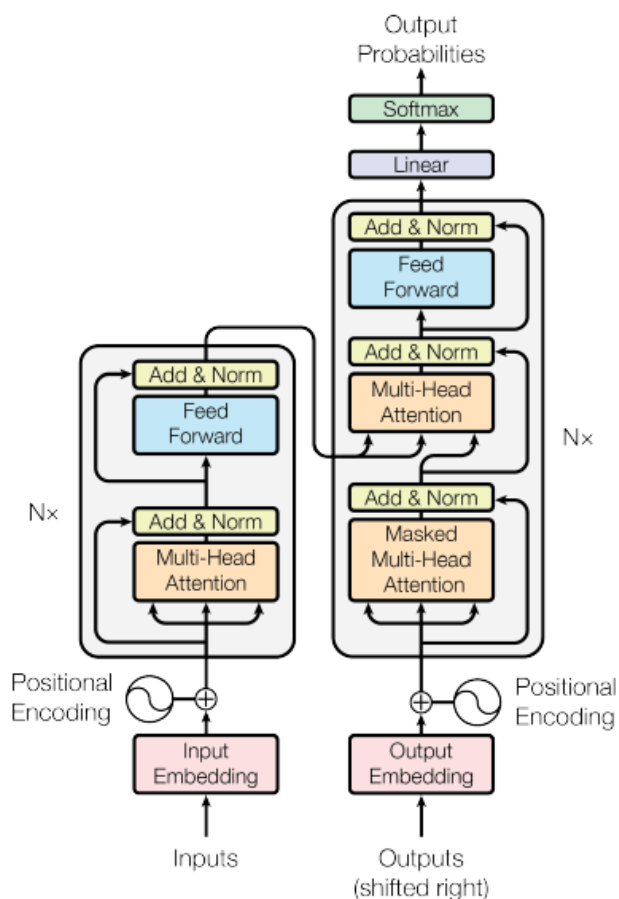 Output
Probabilities
Softmax
Linear
Add & Norm
Feed
Forward
Add & Norm
Multi-Head
Attention
Add & Norm
Masked
Multi-Head
Attention
N×
Add & Norm
Feed
Forward
Add & Norm
Multi-Head
Attention
N×
Positional
Encoding
Positional
Encoding
Input
Embedding
Output
Embedding
Inputs
Outputs
(shifted right)